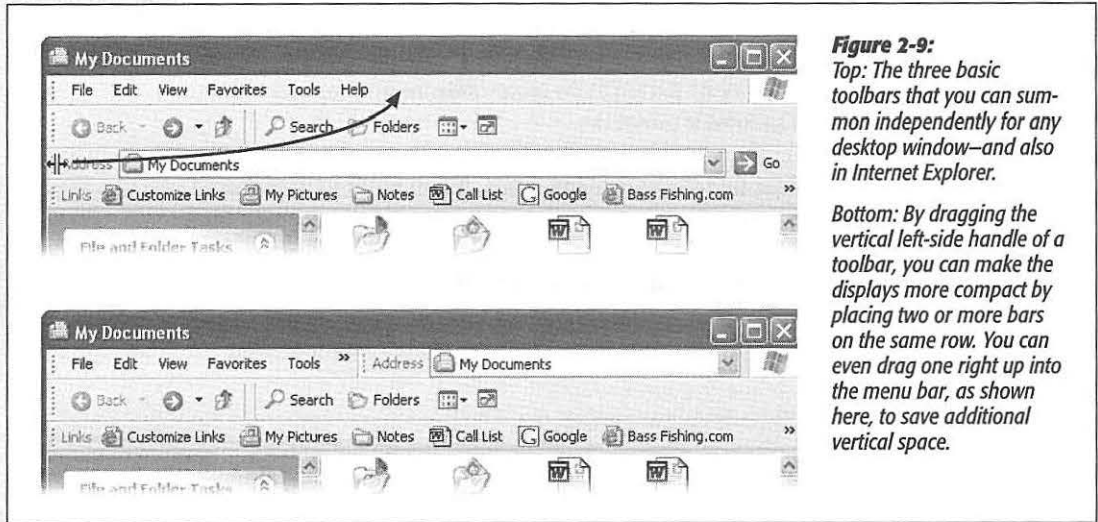 My Documents
File Edit View Favorites Tools Help
Back Search Folders
Address My Documents Go
Links Customize Links My Pictures Notes Call List Google Bass Fishing.com »
File and Folder Tasks
My Documents
File Edit View Favorites Tools » Address My Documents
Back Search Folders
Links Customize Links My Pictures Notes Call List Google Bass Fishing.com »
File and Folder Tasks
Figure 2-9:
Top: The three basic
toolbars that you can sum-
mon independently for any
desktop window—and also
in Internet Explorer.
Bottom: By dragging the
vertical left-side handle of a
toolbar, you can make the
displays more compact by
placing two or more bars
on the same row. You can
even drag one right up into
the menu bar, as shown
here, to save additional
vertical space.